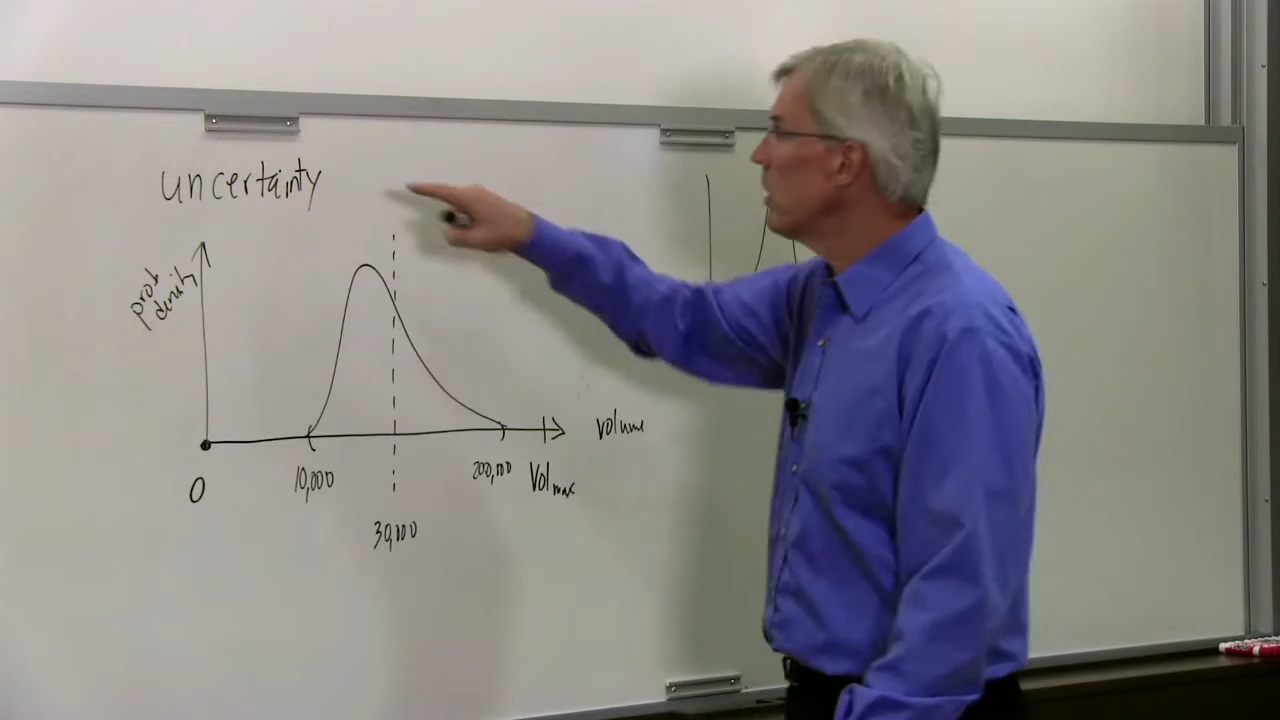 uncertainty
prob
density
volume
10,000
200,000
Vol max
0
30,000